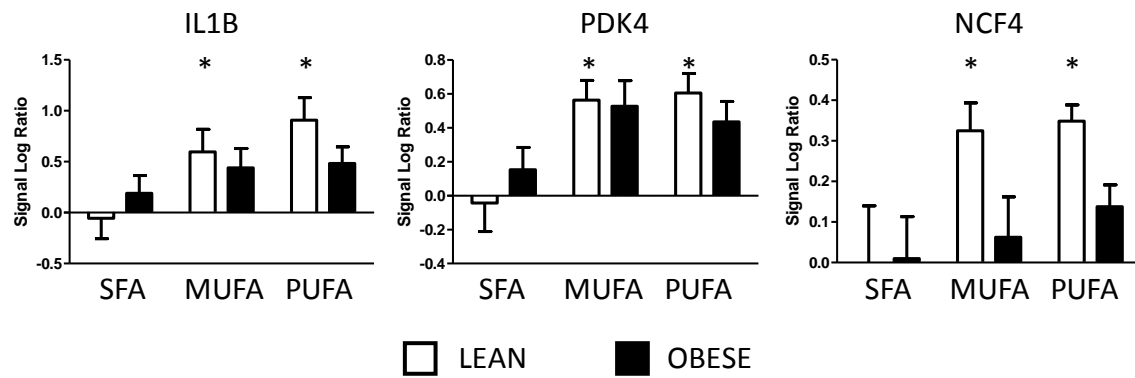 IL1B
Signal Log Ratio
1.5
1.0
0.5
0.0
-0.5
*
*
SFA MUFA PUFA
PDK4
Signal Log Ratio
0.8
0.6
0.4
0.2
0.0
-0.2
-0.4
*
*
SFA MUFA PUFA
NCF4
Signal Log Ratio
0.5
0.4
0.3
0.2
0.1
0.0
*
*
SFA MUFA PUFA
LEAN
OBESE